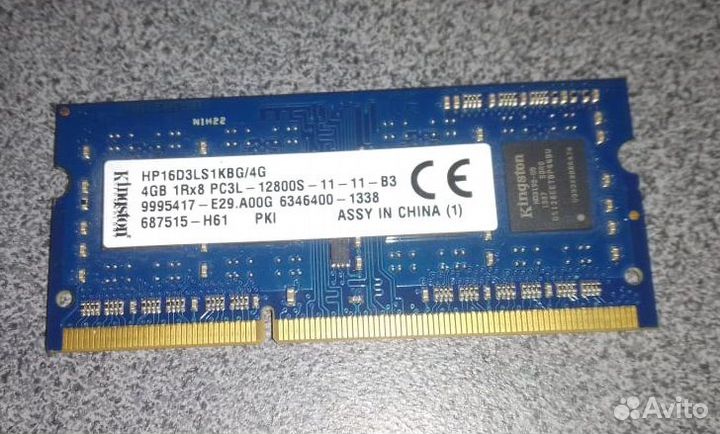 NIH22
Kingston
HP16D3LS1KBG/4G
4GB 1Rx8 PC3L-12800S-11-11-B3
9995417-E29.A00G 6346400-1338
687515-H61 PKI ASSY IN CHINA (1)
CE
Kingston
Avito